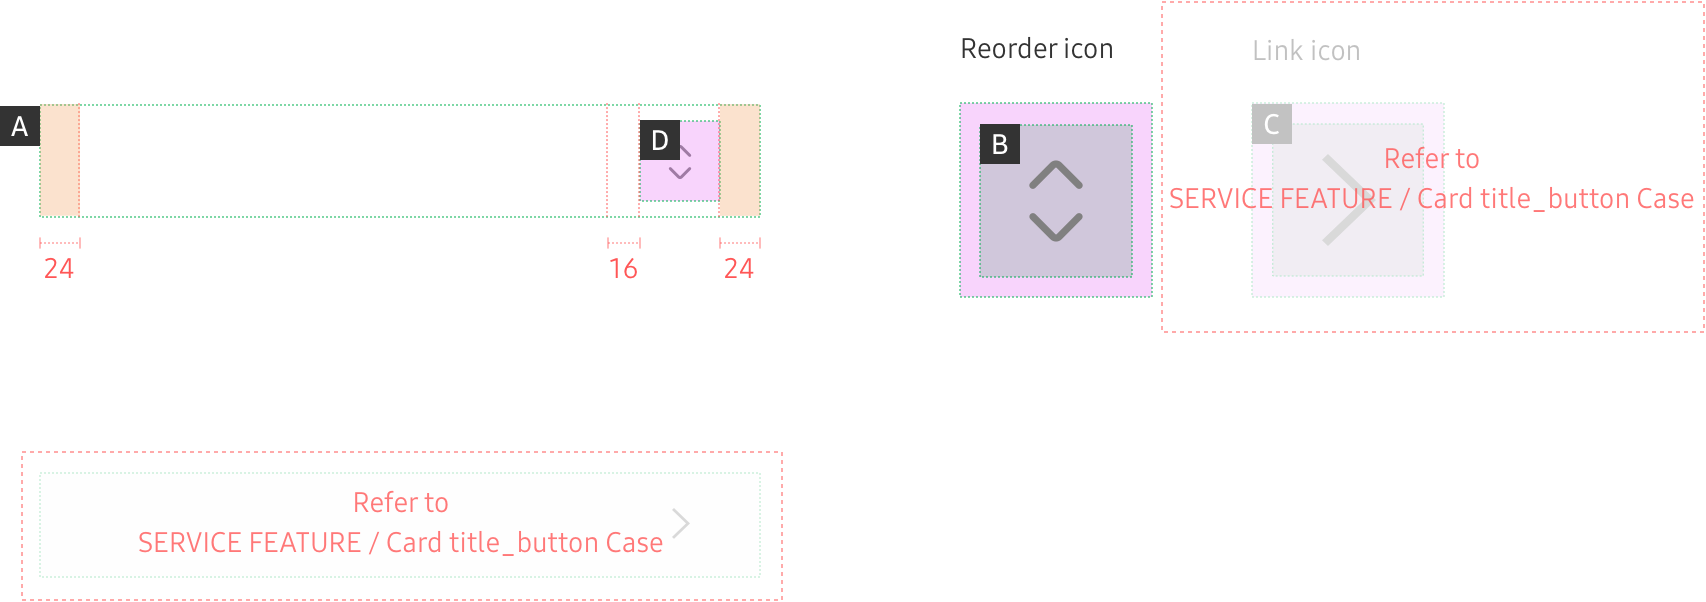 Reorder icon
Link icon
A
D
B
C
Refer to
SERVICE FEATURE / Card title_button Case
24
16
24
Refer to
SERVICE FEATURE / Card title_button Case